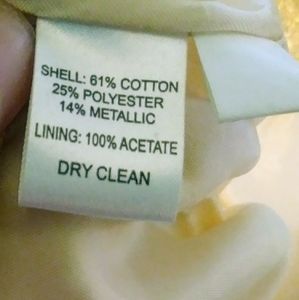 SHELL: 61% COTTON
25% POLYESTER
14% METALLIC
LINING: 100% ACETATE
DRY CLEAN